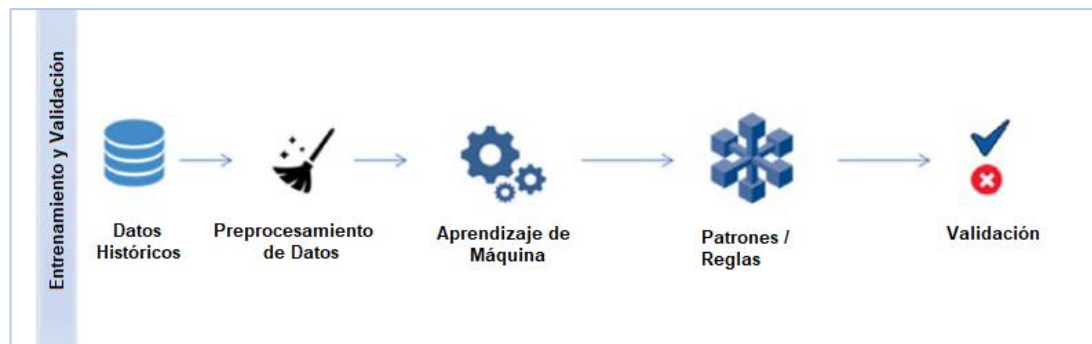 Entrenamiento y Validación
Datos
Históricos
Preprocesamiento
de Datos
Aprendizaje de
Máquina
Patrones /
Reglas
Validación